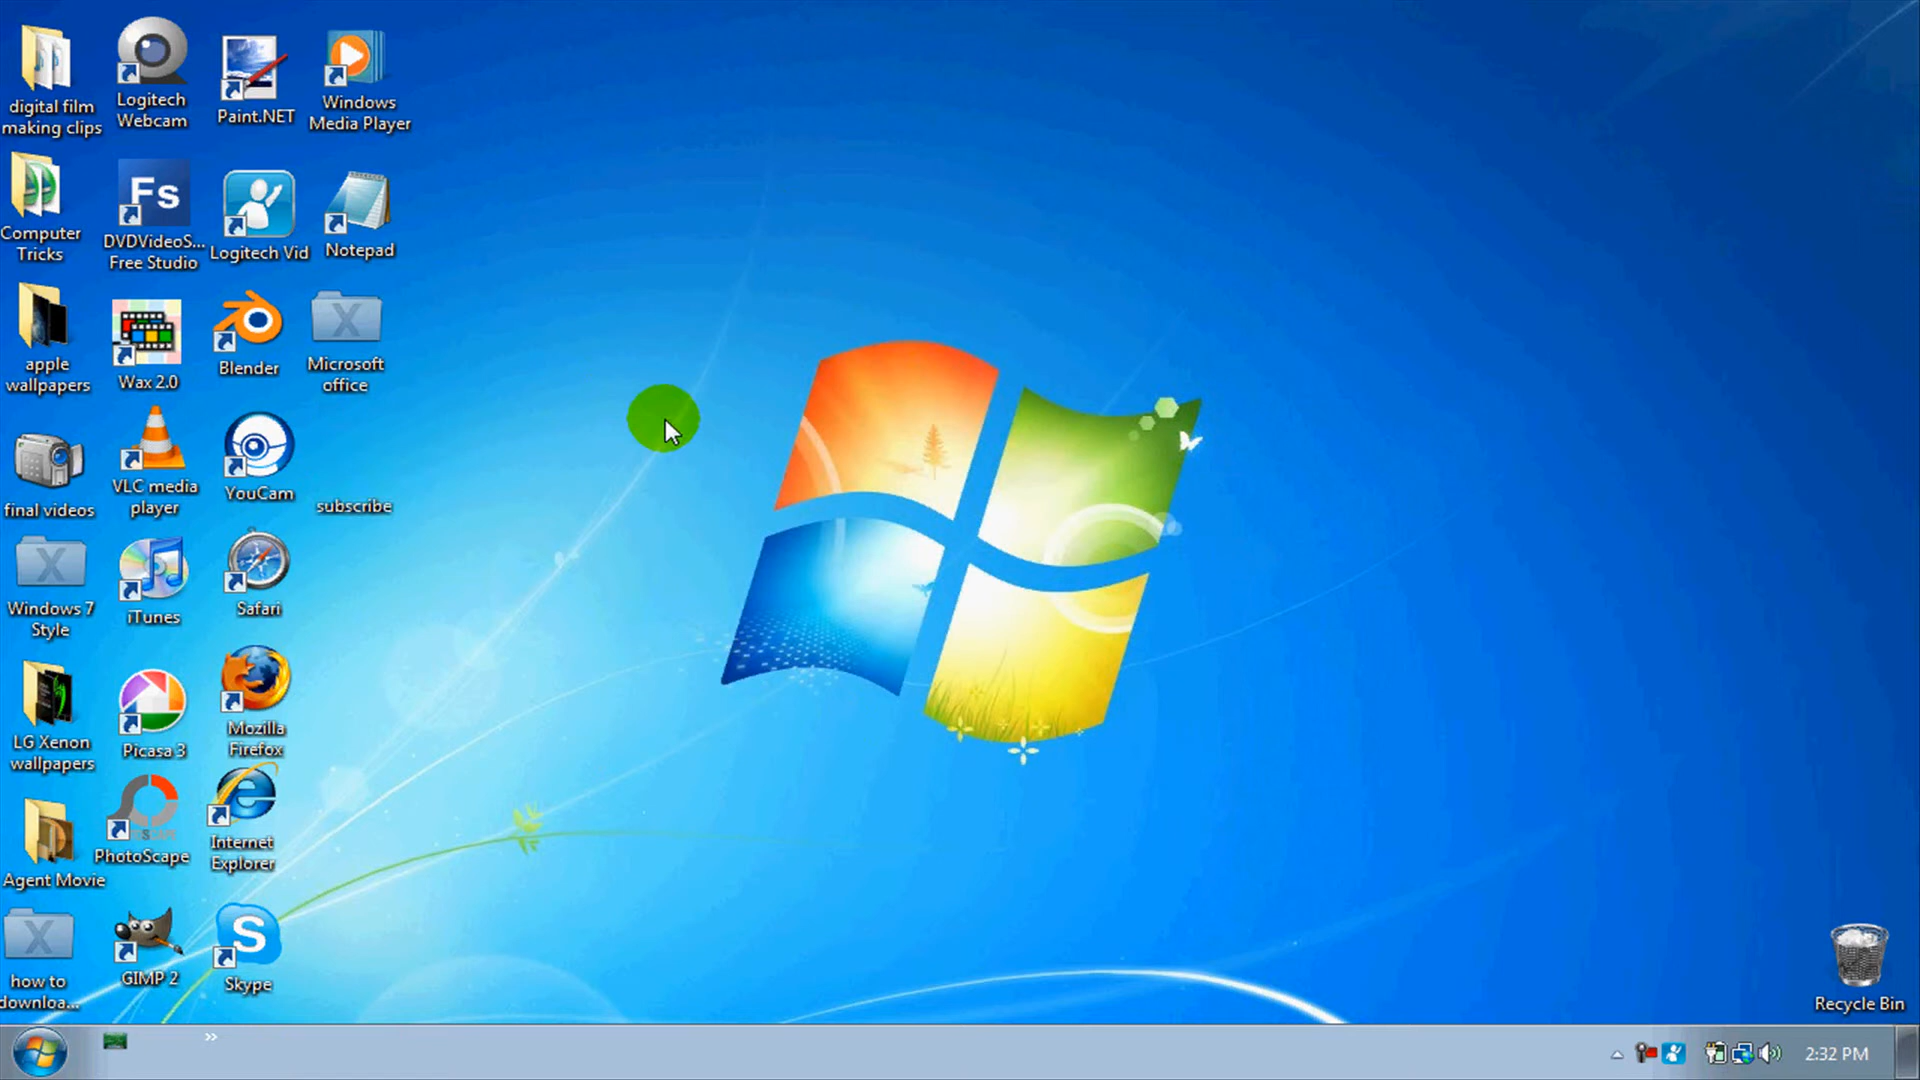 digital film
making clips
Logitech
Webcam
Paint.NET
Windows
Media Player
Computer
Tricks
Fs
DVDVideoS...
Free Studio
Logitech Vid
Notepad
apple
wallpapers
Wax 2.0
Blender
X
Microsoft
office
final videos
VLC media
player
YouCam
subscribe
X
Windows 7
Style
iTunes
Safari
LG Xenon
wallpapers
Picasa 3
Mozilla
Firefox
Agent Movie
PhotoScape
Internet
Explorer
X
how to
downloa...
GIMP 2
S
Skype
Recycle Bin
»
2:32 PM